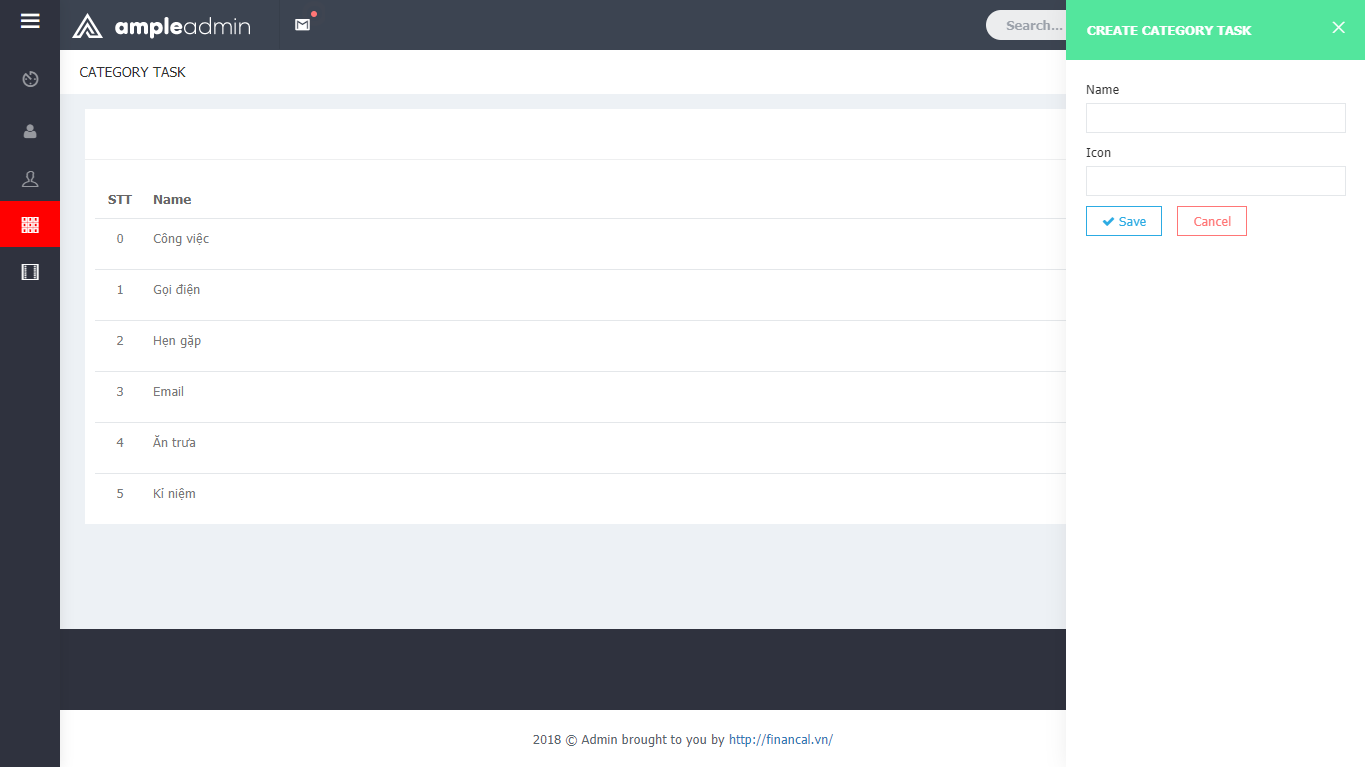 ampleadmin
Search...
CREATE CATEGORY TASK
CATEGORY TASK
Name
Icon
Save Cancel
STT Name
0 Công việc
1 Gọi điện
2 Hẹn gặp
3 Email
4 Ăn trưa
5 Kỉ niệm
2018 © Admin brought to you by http://financal.vn/